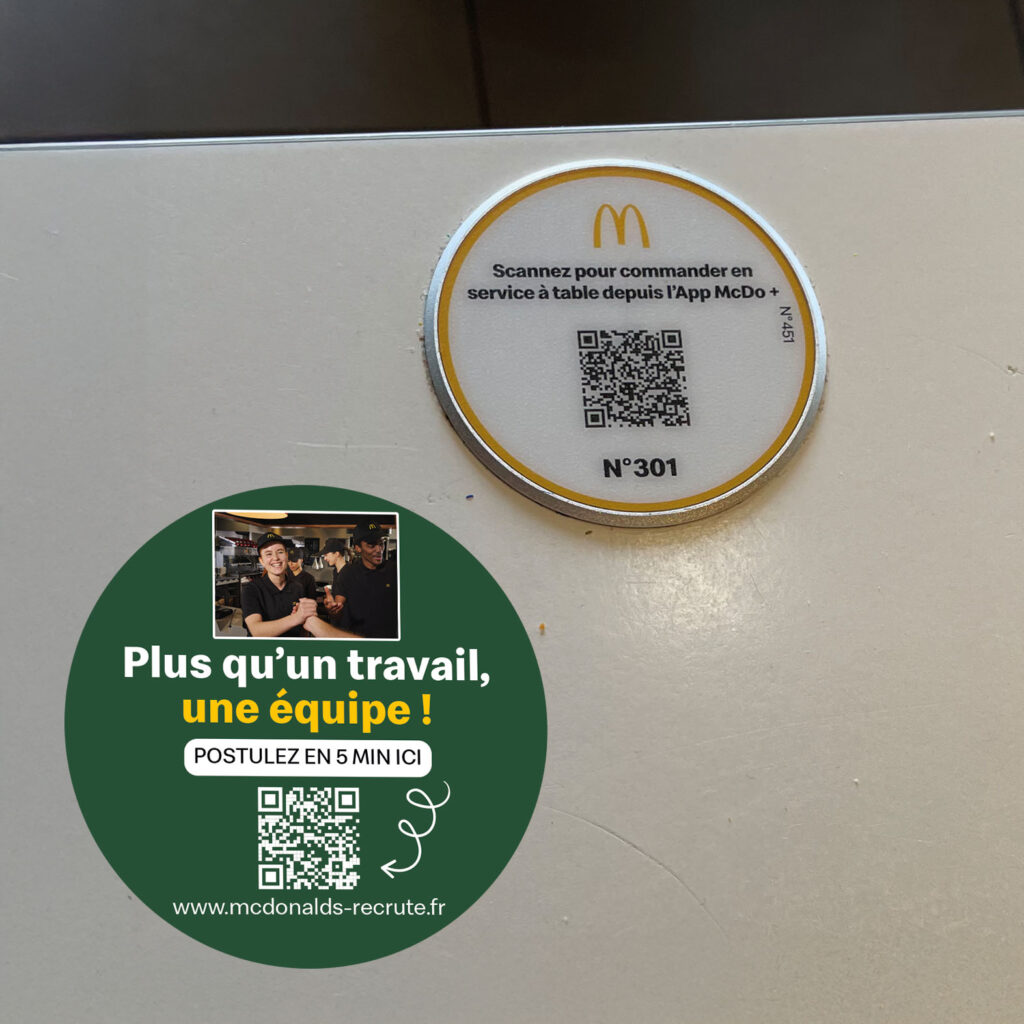 Scannez pour commander en
service à table depuis l'App McDo +
N°451
N°301
Plus qu'un travail,
une équipe !
POSTULEZ EN 5 MIN ICI
www.mcdonalds-recrute.fr